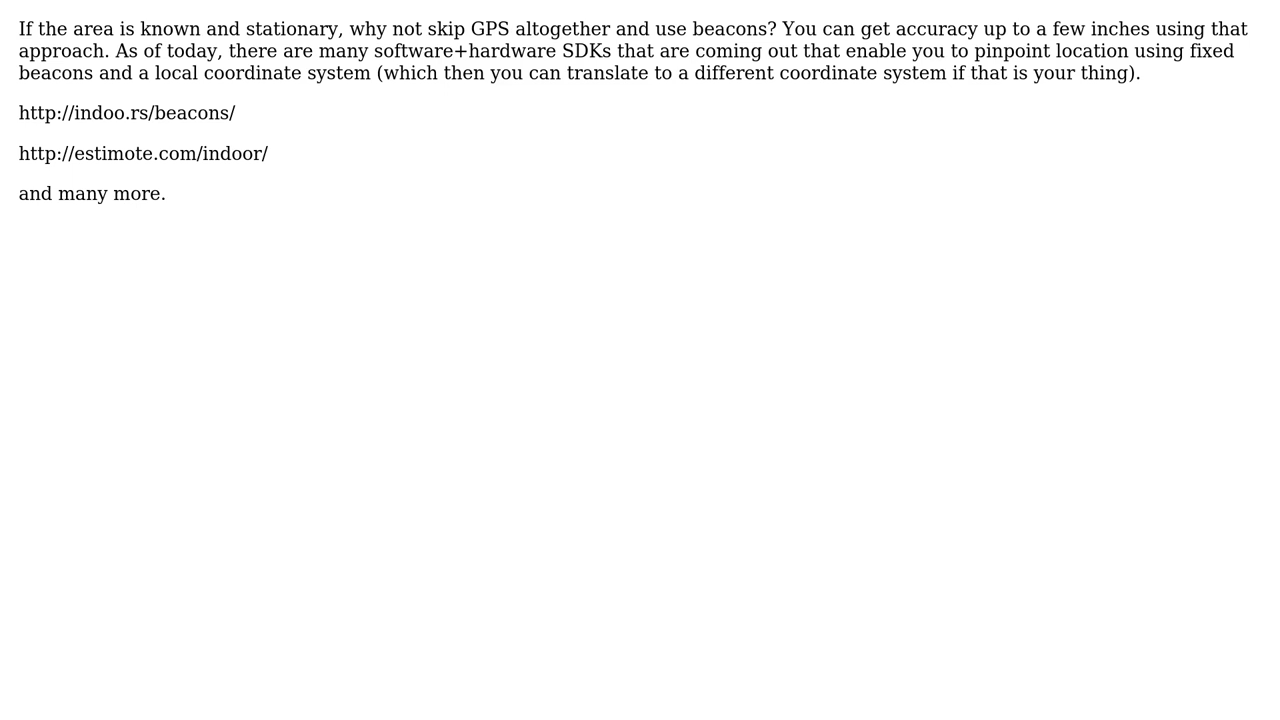 If the area is known and stationary, why not skip GPS altogether and use beacons? You can get accuracy up to a few inches using that
approach. As of today, there are many software+hardware SDKs that are coming out that enable you to pinpoint location using fixed
beacons and a local coordinate system (which then you can translate to a different coordinate system if that is your thing).
http://indoo.rs/beacons/
http://estimote.com/indoor/
and many more.